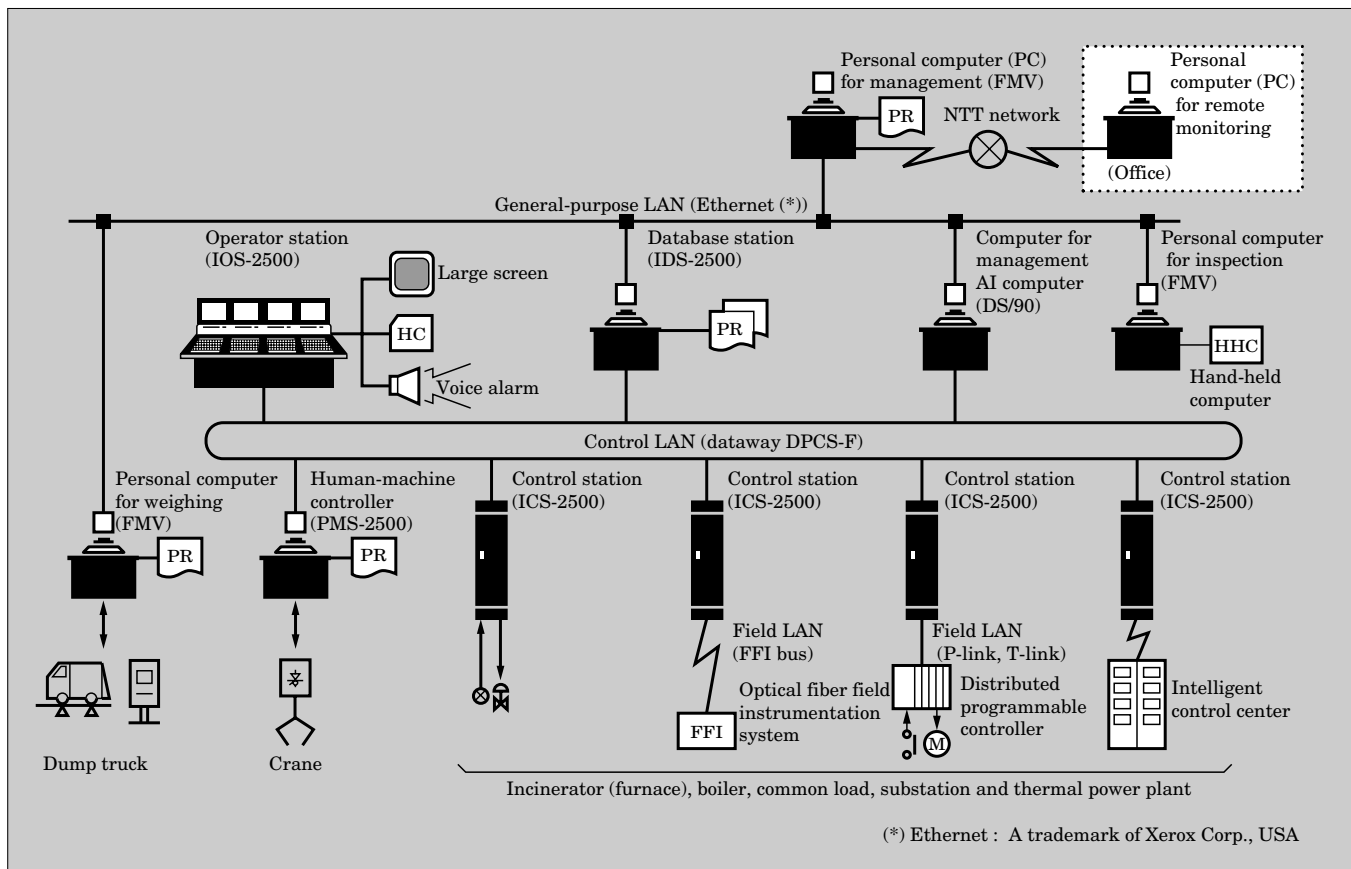 Personal computer (PC)
for management (FMV)
PR
NTT network
Personal
computer (PC)
for remote
monitoring
(Office)
General-purpose LAN (Ethernet (*))
Operator station
(IOS-2500)
Large screen
HC
Voice alarm
Database station
(IDS-2500)
PR
Computer for
management
AI computer
(DS/90)
Personal computer
for inspection
(FMV)
HHC
Hand-held
computer
Control LAN (dataway DPCS-F)
Personal computer
for weighing
(FMV)
PR
Human-machine
controller
(PMS-2500)
PR
Control station
(ICS-2500)
Control station
(ICS-2500)
Control station
(ICS-2500)
Control station
(ICS-2500)
Field LAN
(FFI bus)
Optical fiber field
instrumentation
system
FFI
Field LAN
(P-link, T-link)
Distributed
programmable
controller
M
Intelligent
control center
Dump truck
Crane
Incinerator (furnace), boiler, common load, substation and thermal power plant
(*) Ethernet : A trademark of Xerox Corp., USA